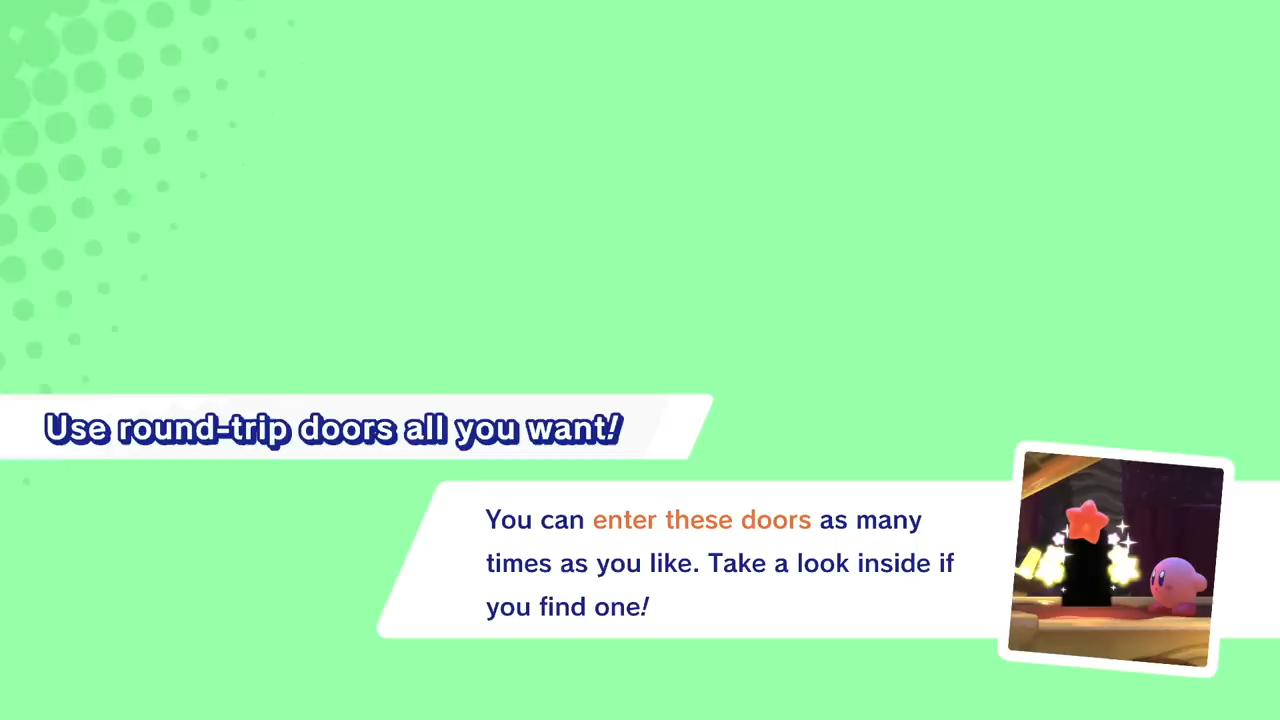 Use round-trip doors all you want!
You can enter these doors as many
times as you like. Take a look inside if
you find one!